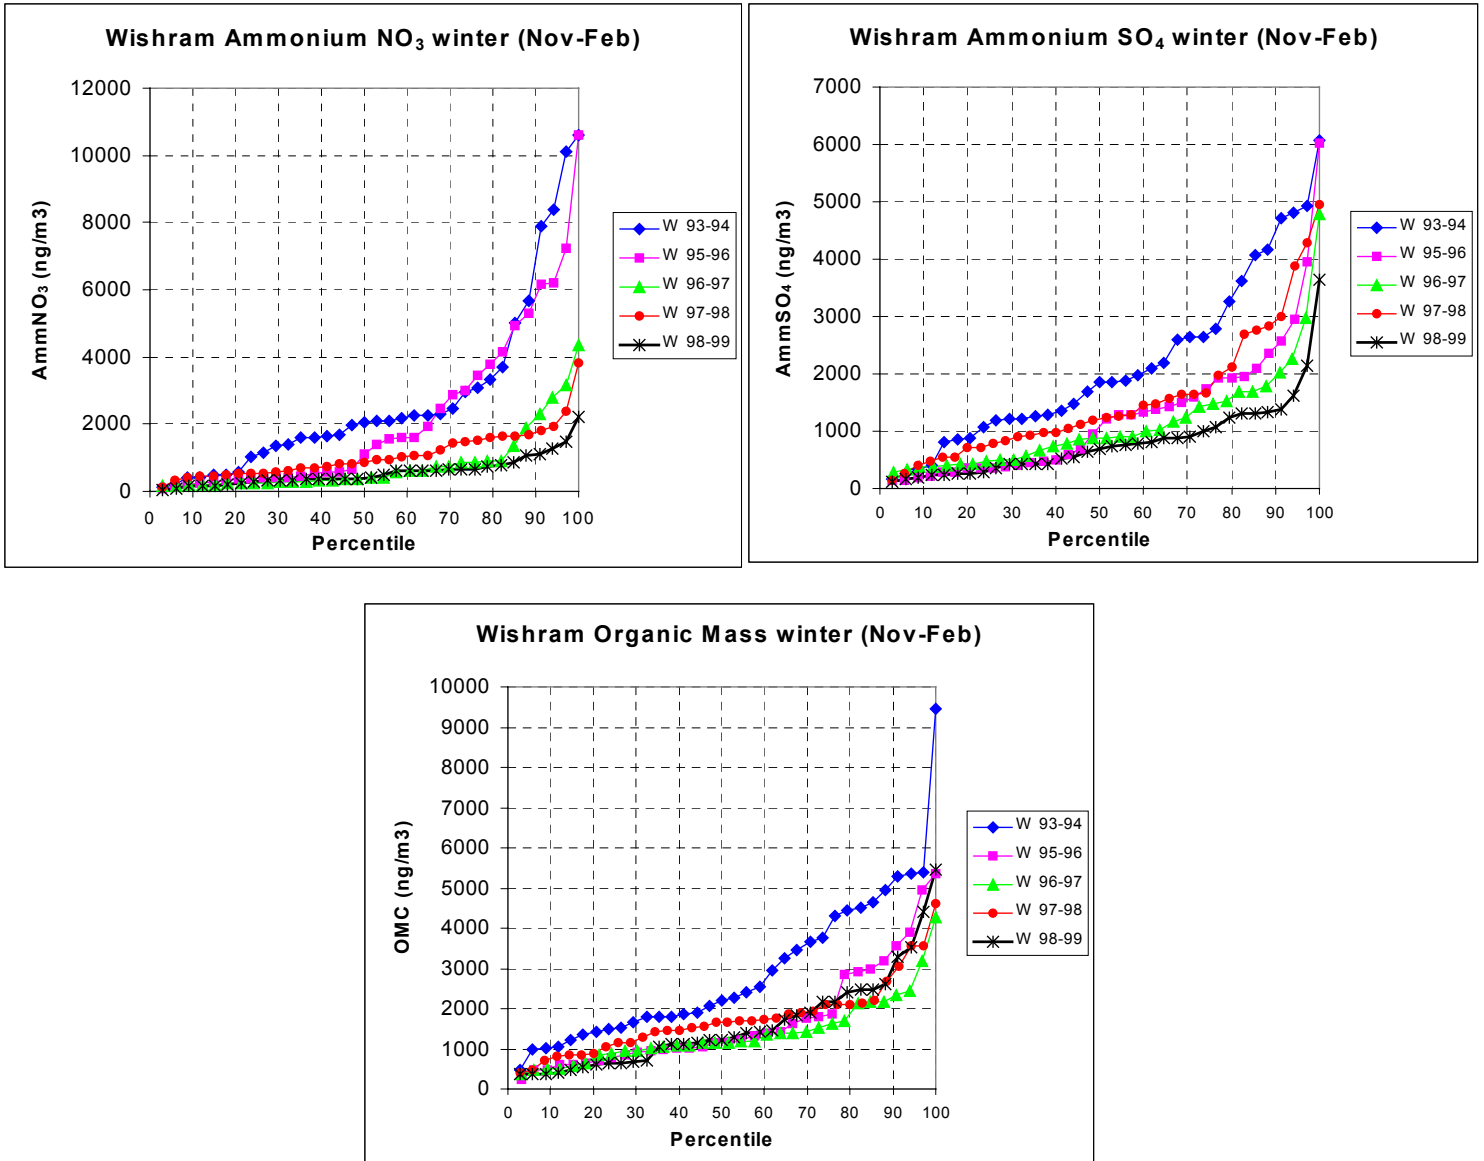 Wishram Ammonium NO₃ winter (Nov-Feb)
12000
10000
8000
6000
4000
2000
0
AmmNO₃ (ng/m3)
0 10 20 30 40 50 60 70 80 90 100
Percentile
W 93-94
W 95-96
W 96-97
W 97-98
W 98-99
Wishram Ammonium SO₄ winter (Nov-Feb)
7000
6000
5000
4000
3000
2000
1000
0
AmmSO₄ (ng/m3)
0 10 20 30 40 50 60 70 80 90 100
Percentile
W 93-94
W 95-96
W 96-97
W 97-98
W 98-99
Wishram Organic Mass winter (Nov-Feb)
10000
9000
8000
7000
6000
5000
4000
3000
2000
1000
0
OMC (ng/m3)
0 10 20 30 40 50 60 70 80 90 100
Percentile
W 93-94
W 95-96
W 96-97
W 97-98
W 98-99